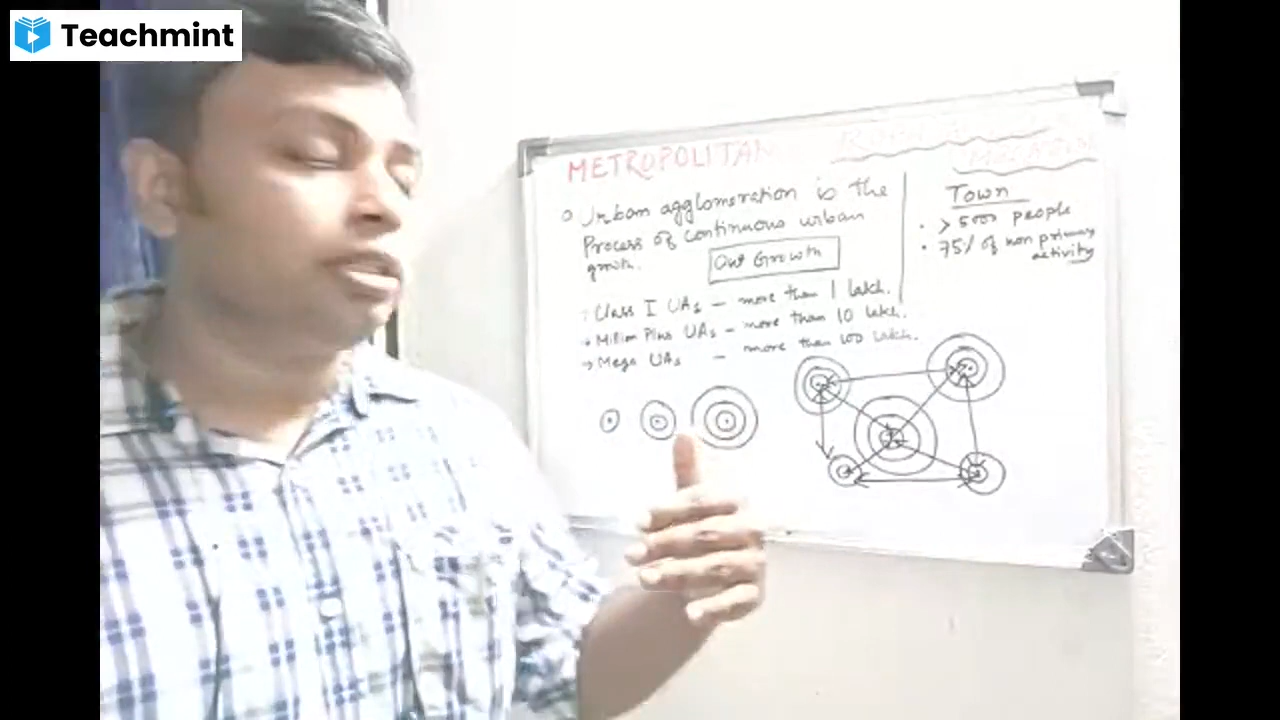 Teachmint
METROPOLITAN
Urban agglomeration is the
Process of continuous urban
growth.
Out Growth
Class I UAs – more than 1 lakh.
→ Million Plus UAs – more than 10 lakh.
→ Mega UAs – more than 100 lakh.
Town
• > 5000 people
• 75% of non primary
activity